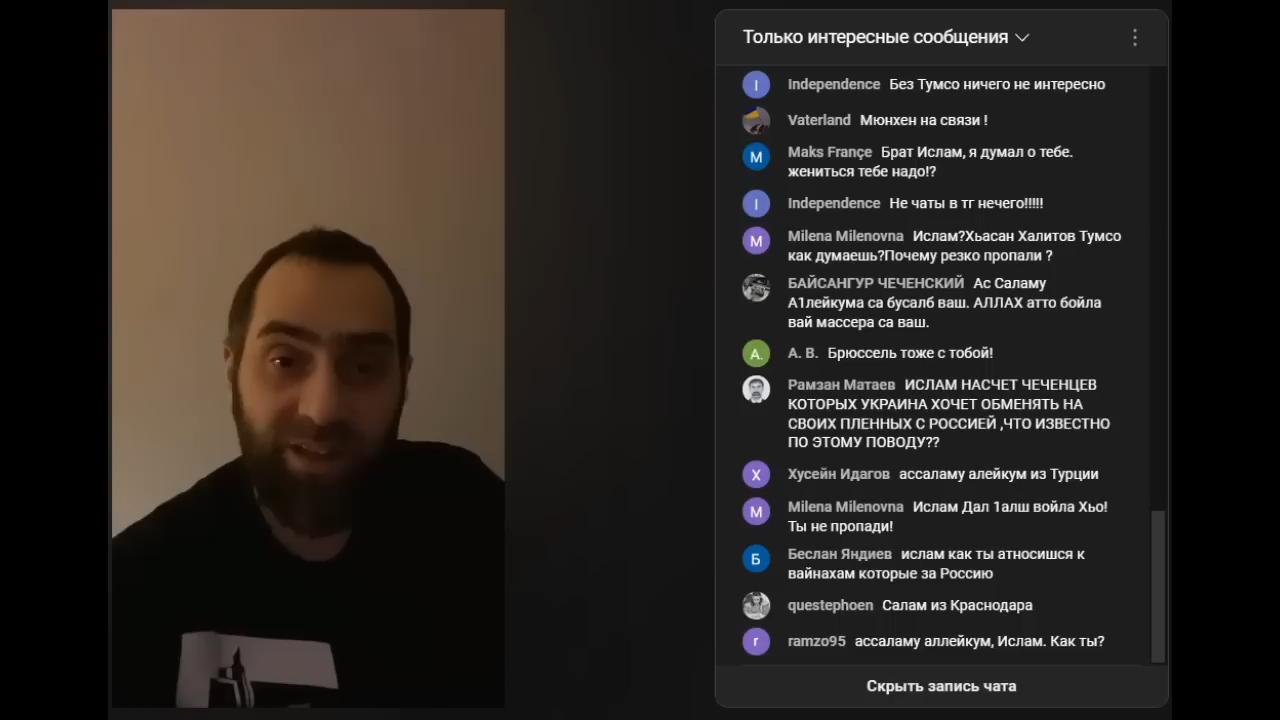 Только интересные сообщения
I
Independence Без Тумсо ничего не интересно
Vaterland Мюнхен на связи !
M
Maks Françe Брат Ислам, я думал о тебе.
жениться тебе надо!?
I
Independence Не чаты в тг нечего!!!!!
M
Milena Milenovna Ислам?Хьасан Халитов Тумсо
как думаешь?Почему резко пропали ?
БАЙСАНГУР ЧЕЧЕНСКИЙ Ас Саламу
А1лейкума са бусалб ваш. АЛЛАХ атто бойла
вай массера са ваш.
A.
A. B. Брюссель тоже с тобой!
Рамзан Матаев ИСЛАМ НАСЧЕТ ЧЕЧЕНЦЕВ
КОТОРЫХ УКРАИНА ХОЧЕТ ОБМЕНЯТЬ НА
СВОИХ ПЛЕННЫХ С РОССИЕЙ ,ЧТО ИЗВЕСТНО
ПО ЭТОМУ ПОВОДУ??
Х
Хусейн Идагов ассаламу алейкум из Турции
M
Milena Milenovna Ислам Дал 1алш войла Хьо!
Ты не пропади!
Б
Беслан Яндиев ислам как ты атносишся к
вайнахам которые за Россию
questephoen Салам из Краснодара
r
ramzo95 ассаламу аллейкум, Ислам. Как ты?
Скрыть запись чата